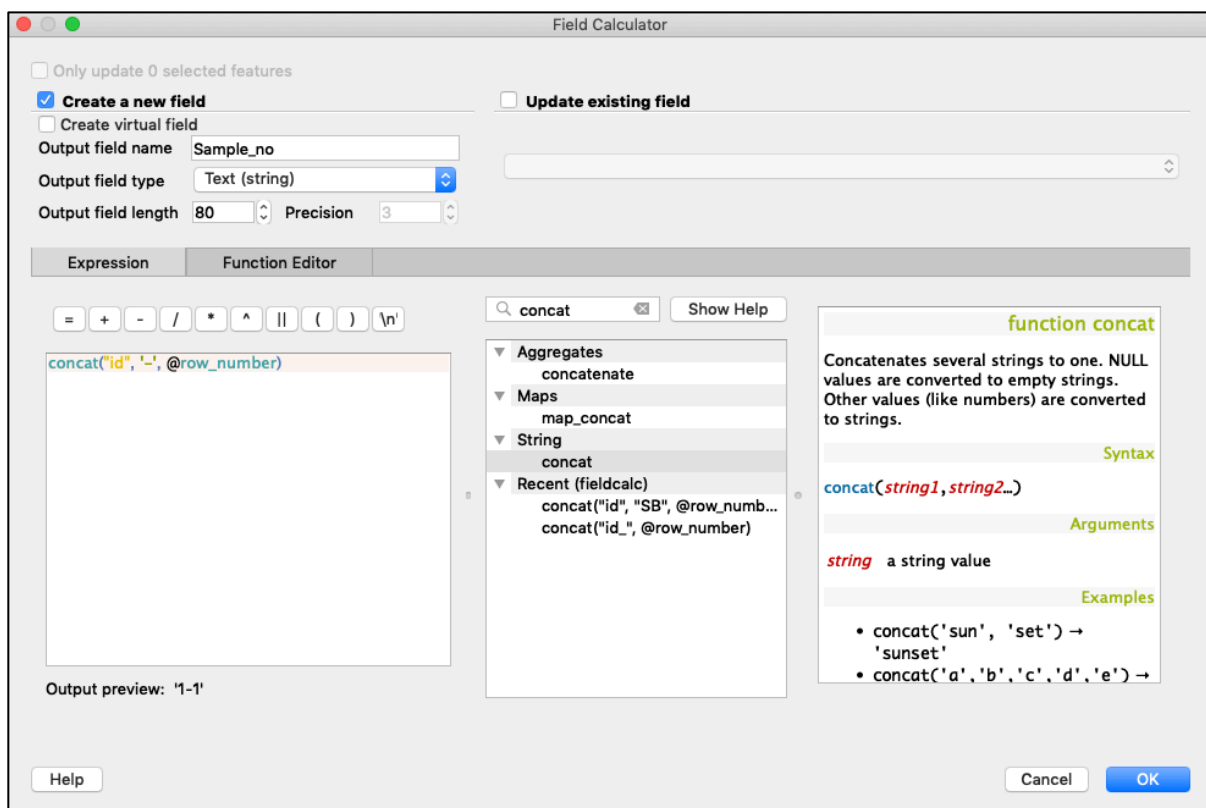 Field Calculator
Only update 0 selected features
Create a new field
Update existing field
Create virtual field
Output field name Sample_no
Output field type Text (string)
Output field length 80 Precision 3
Expression Function Editor
= + - / * ^ || ( ) \n'
concat("id", '-', @row_number)
Output preview: '1-1'
concat Show Help
Aggregates
concatenate
Maps
map_concat
String
concat
Recent (fieldcalc)
concat("id", "SB", @row_numb...
concat("id_", @row_number)
function concat
Concatenates several strings to one. NULL
values are converted to empty strings.
Other values (like numbers) are converted
to strings.
Syntax
concat(string1,string2…)
Arguments
string a string value
Examples
• concat('sun', 'set') →
'sunset'
• concat('a','b','c','d','e') →
Help Cancel OK